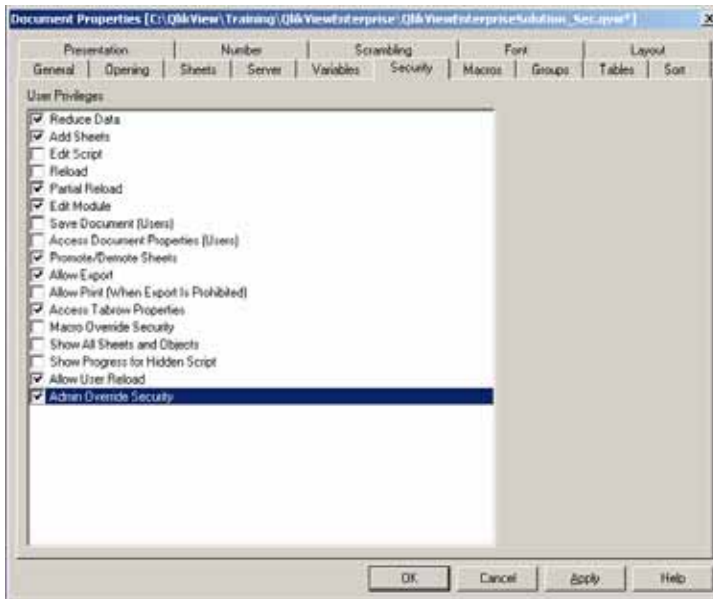 Document Properties [C:\QlikView\Training\QlikViewEnterprise\QlikViewEnterpriseSolution_Sec.qvw*]
Presentation Number Scrambling Font Layout
General Opening Sheets Server Variables Security Macros Groups Tables Sort
User Privileges
Reduce Data
Add Sheets
Edit Script
Reload
Partial Reload
Edit Module
Save Document (Users)
Access Document Properties (Users)
Promote/Demote Sheets
Allow Export
Allow Print (When Export Is Prohibited)
Access Tabrow Properties
Macro Override Security
Show All Sheets and Objects
Show Progress for Hidden Script
Allow User Reload
Admin Override Security
OK Cancel Apply Help